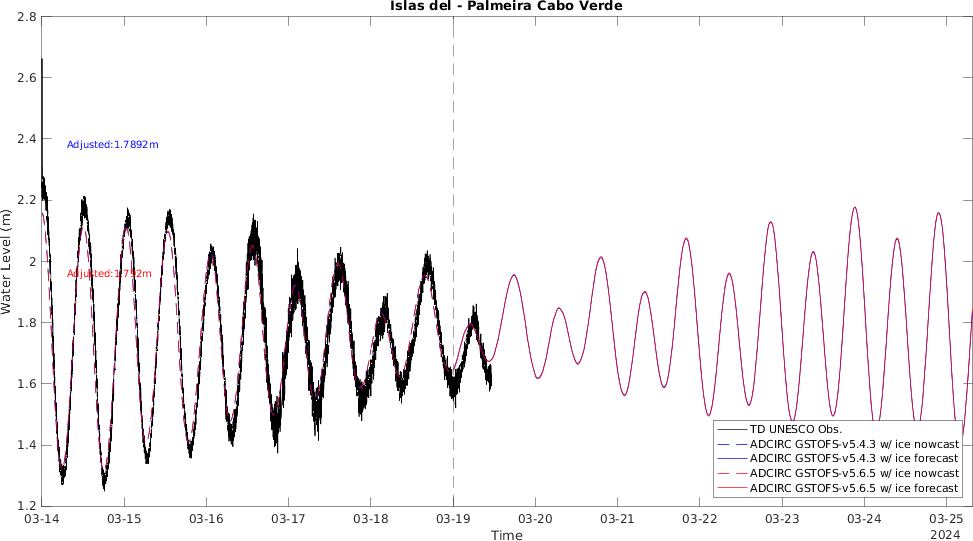 Islas del - Palmeira Cabo Verde
2.8
2.6
2.4
2.2
2
1.8
1.6
1.4
1.2
Water Level (m)
Adjusted:1.7892m
Adjusted:1.792m
TD UNESCO Obs.
ADCIRC GSTOFS-v5.4.3 w/ ice nowcast
ADCIRC GSTOFS-v5.4.3 w/ ice forecast
ADCIRC GSTOFS-v5.6.5 w/ ice nowcast
ADCIRC GSTOFS-v5.6.5 w/ ice forecast
03-14 03-15 03-16 03-17 03-18 03-19 03-20 03-21 03-22 03-23 03-24 03-25
2024
Time